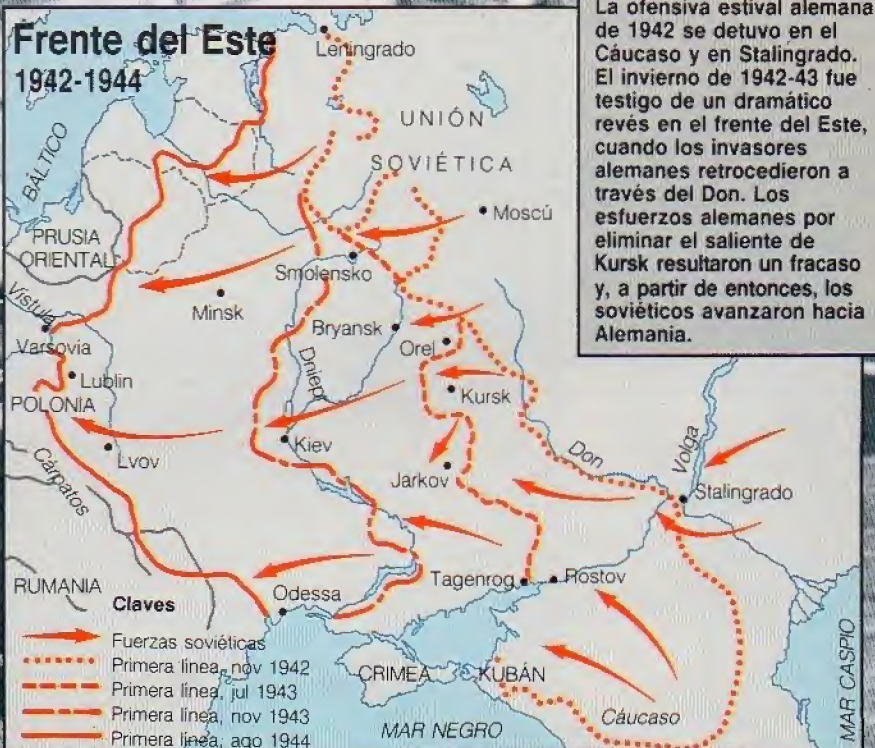 Frente del Este
1942-1944
La ofensiva estival alemana
de 1942 se detuvo en el
Cáucaso y en Stalingrado.
El invierno de 1942-43 fue
testigo de un dramático
revés en el frente del Este,
cuando los invasores
alemanes retrocedieron a
través del Don. Los
esfuerzos alemanes por
eliminar el saliente de
Kursk resultaron un fracaso
y, a partir de entonces, los
soviéticos avanzaron hacia
Alemania.
Leningrado
UNIÓN
SOVIÉTICA
BÁLTICO
Moscú
PRUSIA
ORIENTAL
Smolensko
Vístula
Minsk
Bryansk
Varsovia
Orel
Dniepr
Lublin
Kursk
POLONIA
Don
Volga
Kiev
Lvov
Jarkov
Stalingrado
Cárpatos
Tagenrog
Rostov
RUMANIA
Odessa
Claves
Fuerzas soviéticas
Primera línea, nov 1942
Primera línea, jul 1943
Primera línea, nov 1943
Primera línea, ago 1944
CRIMEA
KUBÁN
Cáucaso
MAR NEGRO
MAR CASPIO